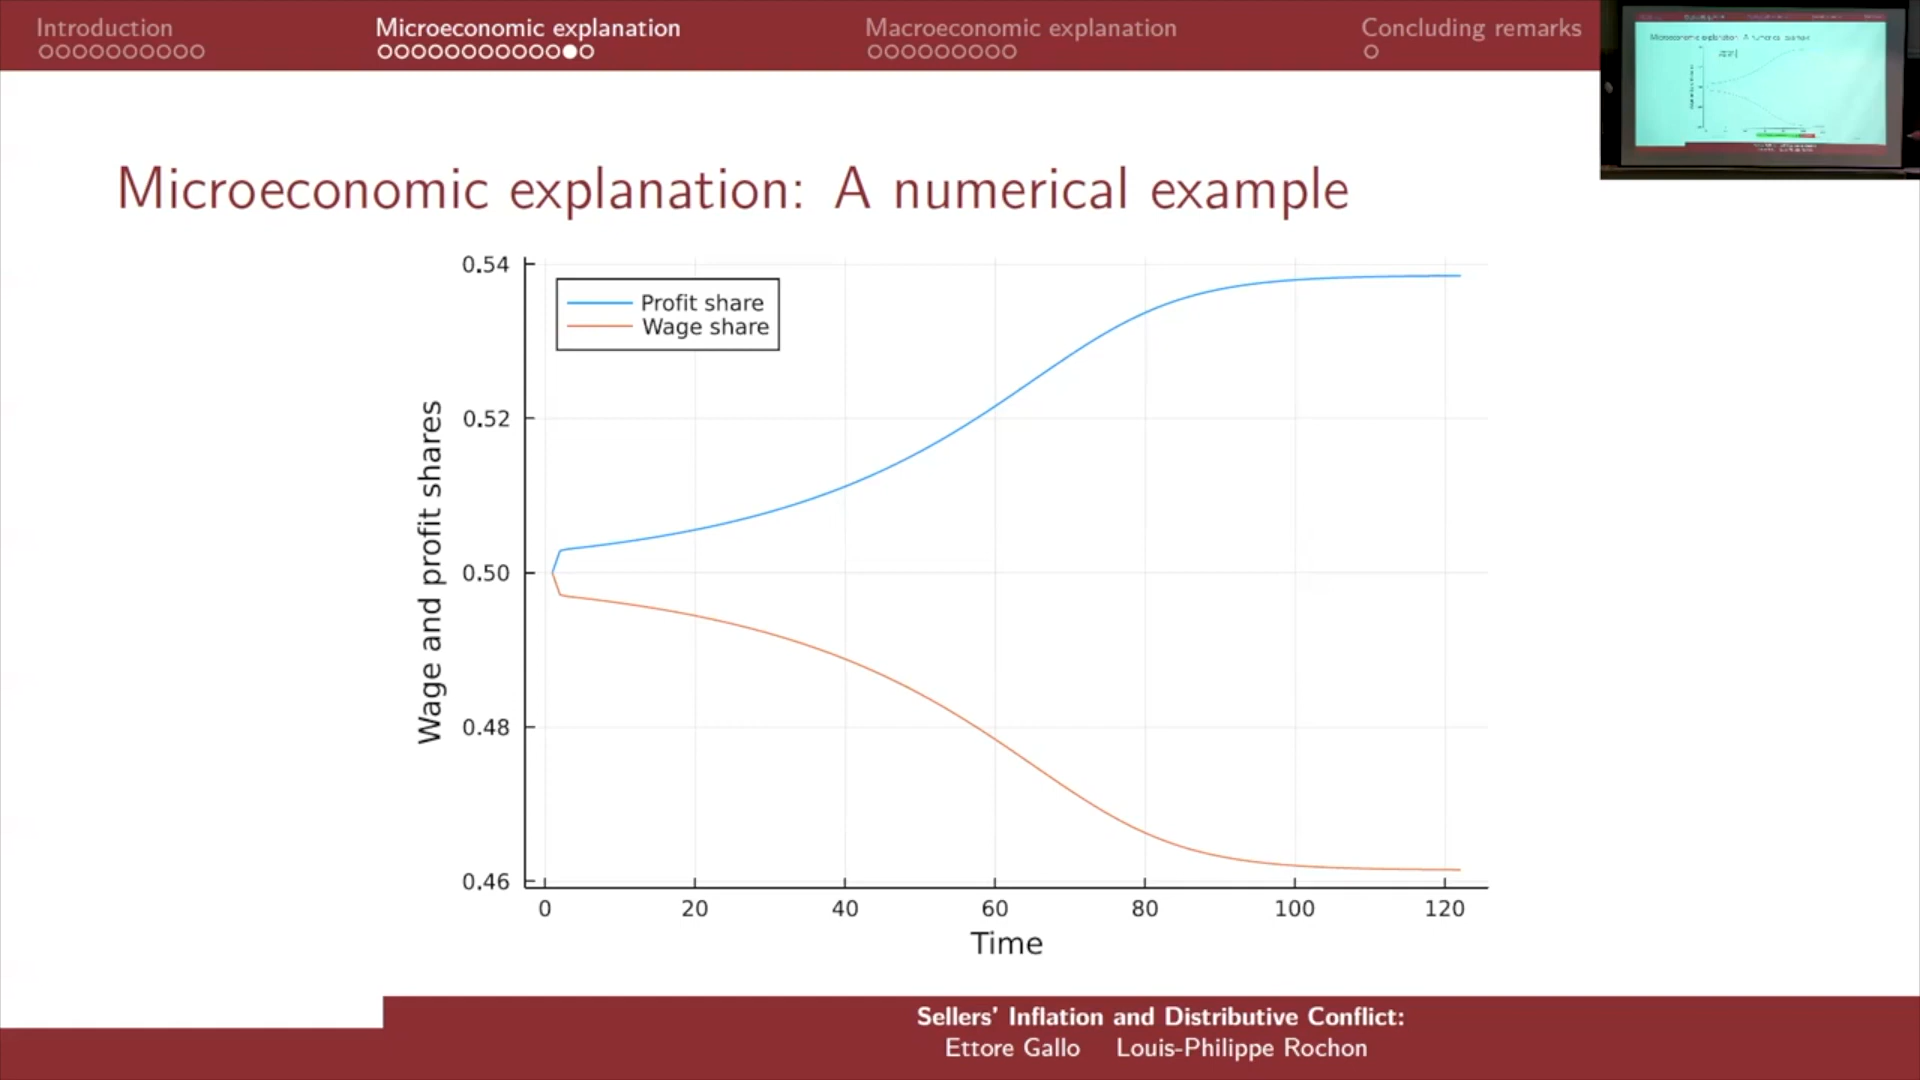 Introduction
Microeconomic explanation
Macroeconomic explanation
Concluding remarks
Microeconomic explanation: A numerical example
Profit share
Wage share
Wage and profit shares
0.54
0.52
0.50
0.48
0.46
0
20
40
60
80
100
120
Time
Sellers' Inflation and Distributive Conflict:
Ettore Gallo Louis-Philippe Rochon